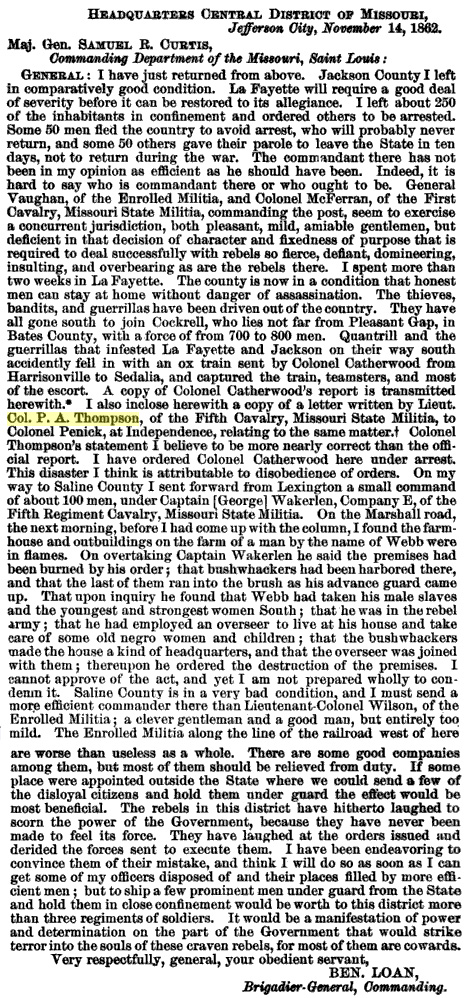 HEADQUARTERS CENTRAL DISTRICT OF MISSOURI,
Jefferson City, November 14, 1862.
Maj. Gen. SAMUEL R. CURTIS,
Commanding Department of the Missouri, Saint Louis:
GENERAL: I have just returned from above. Jackson County I left
in comparatively good condition. La Fayette will require a good deal
of severity before it can be restored to its allegiance. I left about 250
of the inhabitants in confinement and ordered others to be arrested.
Some 50 men fled the country to avoid arrest, who will probably never
return, and some 50 others gave their parole to leave the State in ten
days, not to return during the war. The commandant there has not
been in my opinion as efficient as he should have been. Indeed, it is
hard to say who is commandant there or who ought to be. General
Vaughan, of the Enrolled Militia, and Colonel McFerran, of the First
Cavalry, Missouri State Militia, commanding the post, seem to exercise
a concurrent jurisdiction, both pleasant, mild, amiable gentlemen, but
deficient in that decision of character and fixedness of purpose that is
required to deal successfully with rebels so fierce, defiant, domineering,
insulting, and overbearing as are the rebels there. I spent more than
two weeks in La Fayette. The county is now in a condition that honest
men can stay at home without danger of assassination. The thieves,
bandits, and guerrillas have been driven out of the country. They have
all gone south to join Cockrell, who lies not far from Pleasant Gap, in
Bates County, with a force of from 700 to 800 men. Quantrill and the
guerrillas that infested La Fayette and Jackson on their way south
accidently fell in with an ox train sent by Colonel Catherwood from
Harrisonville to Sedalia, and captured the train, teamsters, and most
of the escort. A copy of Colonel Catherwood's report is transmitted
herewith.* I also inclose herewith a copy of a letter written by Lieut.
Col. P. A. Thompson, of the Fifth Cavalry, Missouri State Militia, to
Colonel Penick, at Independence, relating to the same matter.† Colonel
Thompson's statement I believe to be more nearly correct than the offi-
cial report. I have ordered Colonel Catherwood here under arrest.
This disaster I think is attributable to disobedience of orders. On my
way to Saline County I sent forward from Lexington a small command
of about 100 men, under Captain [George] Wakerlen, Company E, of the
Fifth Regiment Cavalry, Missouri State Militia. On the Marshall road,
the next morning, before I had come up with the column, I found the farm-
house and outbuildings on the farm of a man by the name of Webb were
in flames. On overtaking Captain Wakerlen he said the premises had
been burned by his order; that bushwhackers had been harbored there,
and that the last of them ran into the brush as his advance guard came
up. That upon inquiry he found that Webb had taken his male slaves
and the youngest and strongest women South; that he was in the rebel
army; that he had employed an overseer to live at his house and take
care of some old negro women and children; that the bushwhackers
made the house a kind of headquarters, and that the overseer was joined
with them; thereupon he ordered the destruction of the premises. I
cannot approve of the act, and yet I am not prepared wholly to con-
demn it. Saline County is in a very bad condition, and I must send a
more efficient commander there than Lieutenant-Colonel Wilson, of the
Enrolled Militia; a clever gentleman and a good man, but entirely too
mild. The Enrolled Militia along the line of the railroad west of here
are worse than useless as a whole. There are some good companies
among them, but most of them should be relieved from duty. If some
place were appointed outside the State where we could send a few of
the disloyal citizens and hold them under guard the effect would be
most beneficial. The rebels in this district have hitherto laughed to
scorn the power of the Government, because they have never been
made to feel its force. They have laughed at the orders issued and
derided the forces sent to execute them. I have been endeavoring to
convince them of their mistake, and think I will do so as soon as I can
get some of my officers disposed of and their places filled by more effi-
cient men; but to ship a few prominent men under guard from the State
and hold them in close confinement would be worth to this district more
than three regiments of soldiers. It would be a manifestation of power
and determination on the part of the Government that would strike
terror into the souls of these craven rebels, for most of them are cowards.
Very respectfully, general, your obedient servant,
BEN. LOAN,
Brigadier-General, Commanding.